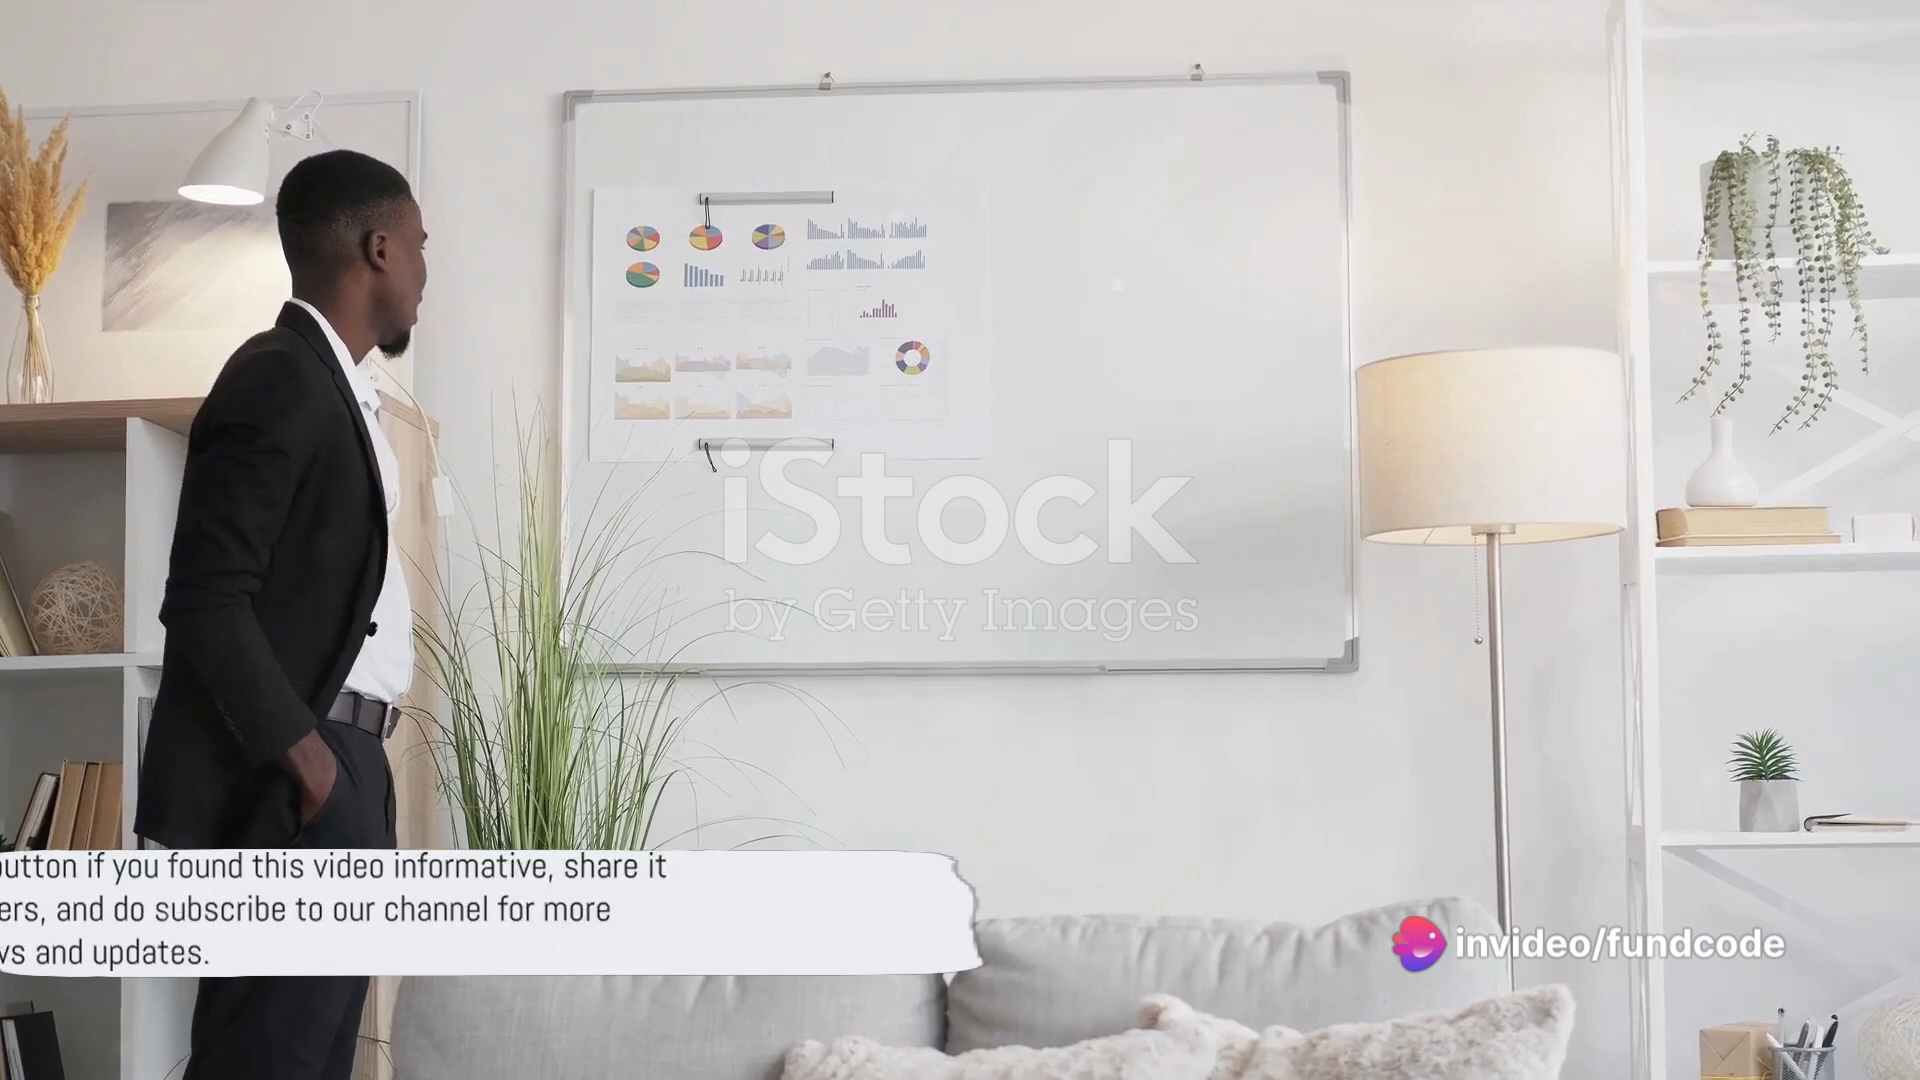 iStock
by Getty Images
button if you found this video informative, share it
ers, and do subscribe to our channel for more
vs and updates.
invideo/fundcode